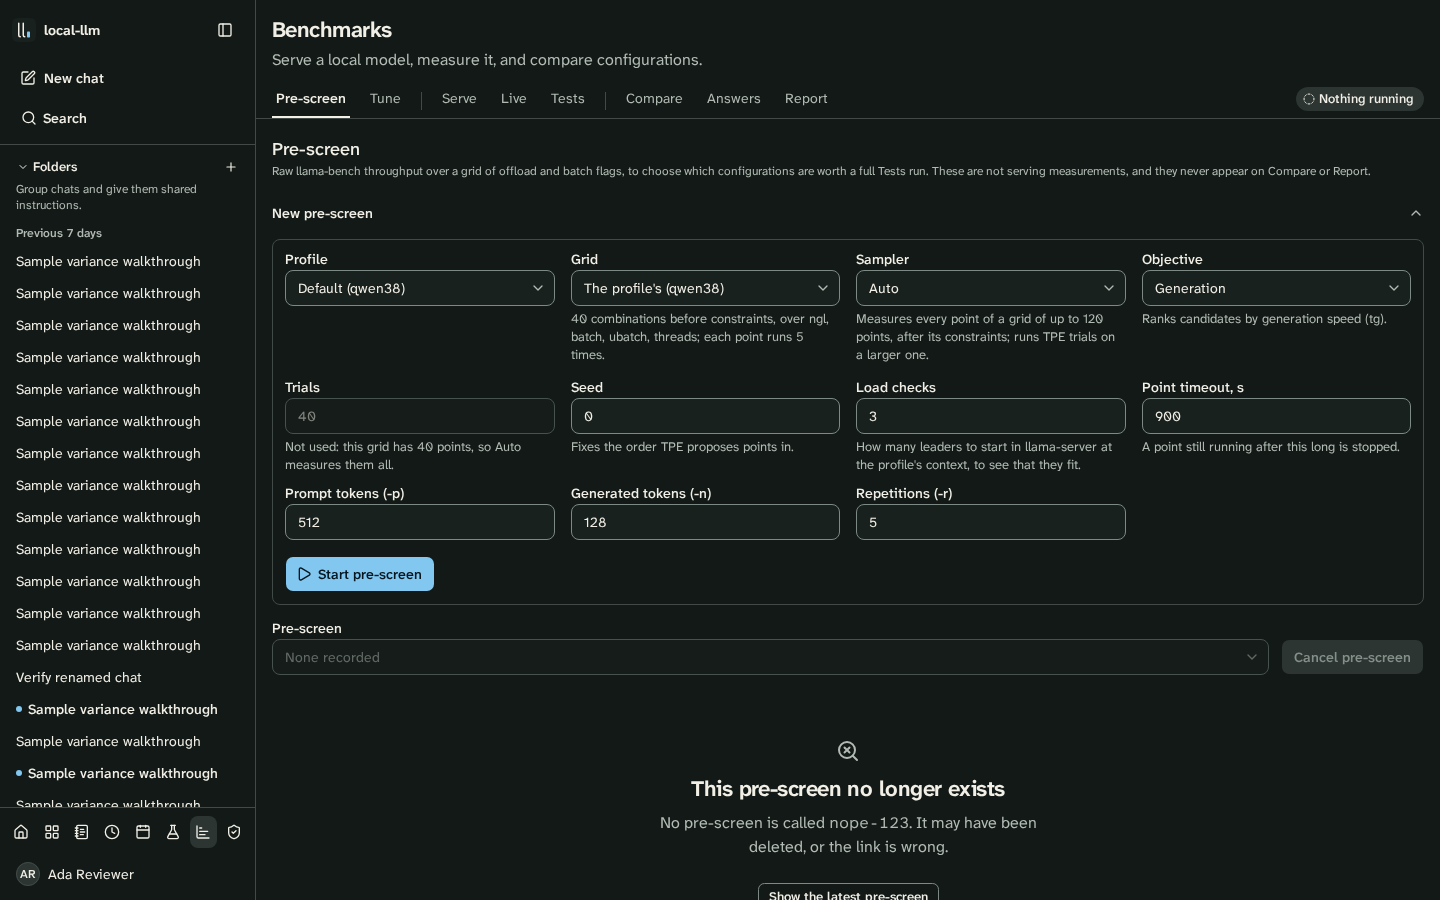 local-llm
New chat
Search
Folders
Group chats and give them shared
instructions.
Previous 7 days
Sample variance walkthrough
Sample variance walkthrough
Sample variance walkthrough
Sample variance walkthrough
Sample variance walkthrough
Sample variance walkthrough
Sample variance walkthrough
Sample variance walkthrough
Sample variance walkthrough
Sample variance walkthrough
Sample variance walkthrough
Sample variance walkthrough
Sample variance walkthrough
Verify renamed chat
Sample variance walkthrough
Sample variance walkthrough
Sample variance walkthrough
Sample variance walkthrough
AR Ada Reviewer
Benchmarks
Serve a local model, measure it, and compare configurations.
Pre-screen Tune Serve Live Tests Compare Answers Report Nothing running
Pre-screen
Raw llama-bench throughput over a grid of offload and batch flags, to choose which configurations are worth a full Tests run. These are not serving measurements, and they never appear on Compare or Report.
New pre-screen
Profile
Default (qwen38)
Grid
The profile's (qwen38)
40 combinations before constraints, over ngl,
batch, ubatch, threads; each point runs 5
times.
Sampler
Auto
Measures every point of a grid of up to 120
points, after its constraints; runs TPE trials on
a larger one.
Objective
Generation
Ranks candidates by generation speed (tg).
Trials
40
Not used: this grid has 40 points, so Auto
measures them all.
Seed
0
Fixes the order TPE proposes points in.
Load checks
3
How many leaders to start in llama-server at
the profile's context, to see that they fit.
Point timeout, s
900
A point still running after this long is stopped.
Prompt tokens (-p)
512
Generated tokens (-n)
128
Repetitions (-r)
5
Start pre-screen
Pre-screen
None recorded
Cancel pre-screen
This pre-screen no longer exists
No pre-screen is called nope-123. It may have been
deleted, or the link is wrong.
Show the latest pre-screen